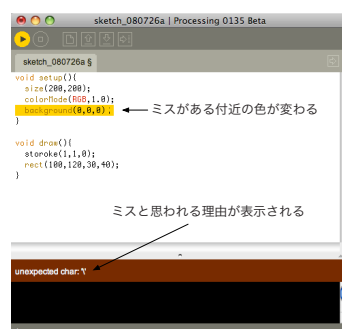 sketch_080726a | Processing 0135 Beta
sketch_080726a §
void setup(){
size(200,200);
colorMode(RGB,1.0);
background(0,0,0);
ミスがある付近の色が変わる
}
void draw(){
storoke(1,1,0);
rect(100,120,30,40);
}
ミスと思われる理由が表示される
unexpected char: '\'